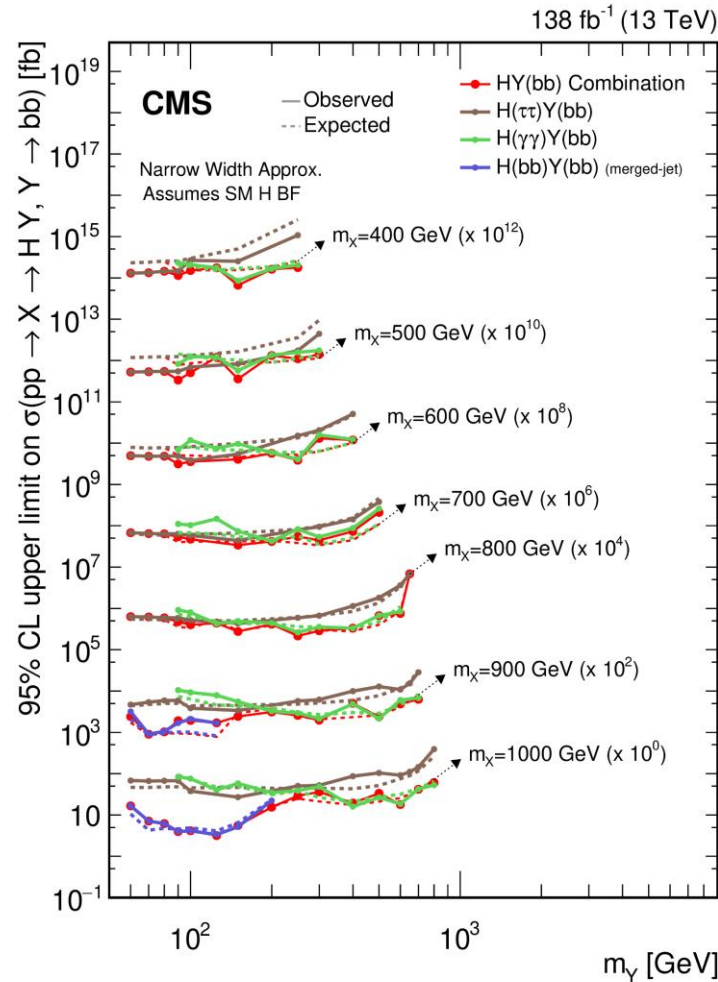 138 fb⁻¹ (13 TeV)
95% CL upper limit on σ(pp → X → H Y, Y → bb) [fb]
10¹⁹
10¹⁷
10¹⁵
10¹³
10¹¹
10⁹
10⁷
10⁵
10³
10
10⁻¹
CMS
Observed
Expected
Narrow Width Approx.
Assumes SM H BF
HY(bb) Combination
H(ττ)Y(bb)
H(γγ)Y(bb)
H(bb)Y(bb) (merged-jet)
m_X=400 GeV (x 10¹²)
m_X=500 GeV (x 10¹⁰)
m_X=600 GeV (x 10⁸)
m_X=700 GeV (x 10⁶)
m_X=800 GeV (x 10⁴)
m_X=900 GeV (x 10²)
m_X=1000 GeV (x 10⁰)
10²
10³
m_Y [GeV]